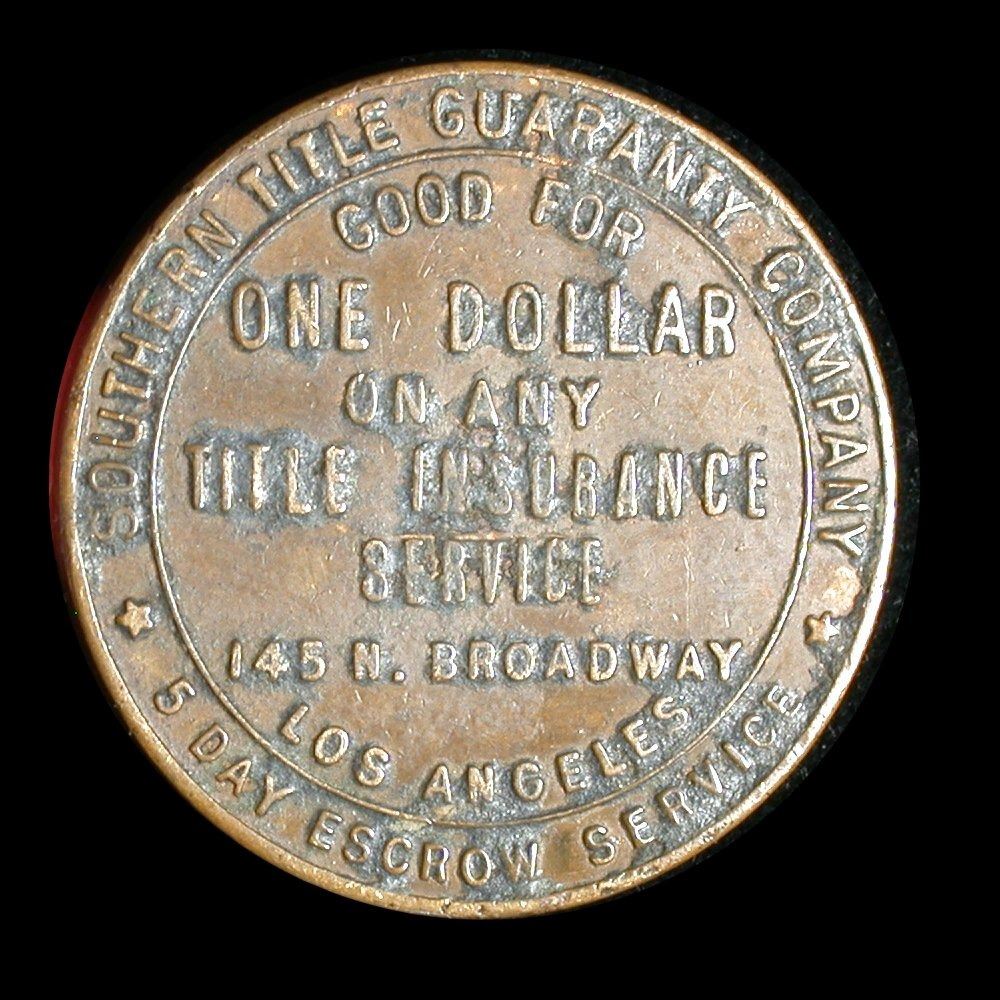 SOUTHERN TITLE GUARANTY COMPANY
GOOD FOR
ONE DOLLAR
ON ANY
TITLE INSURANCE
SERVICE
145 N. BROADWAY
LOS ANGELES
5 DAY ESCROW SERVICE